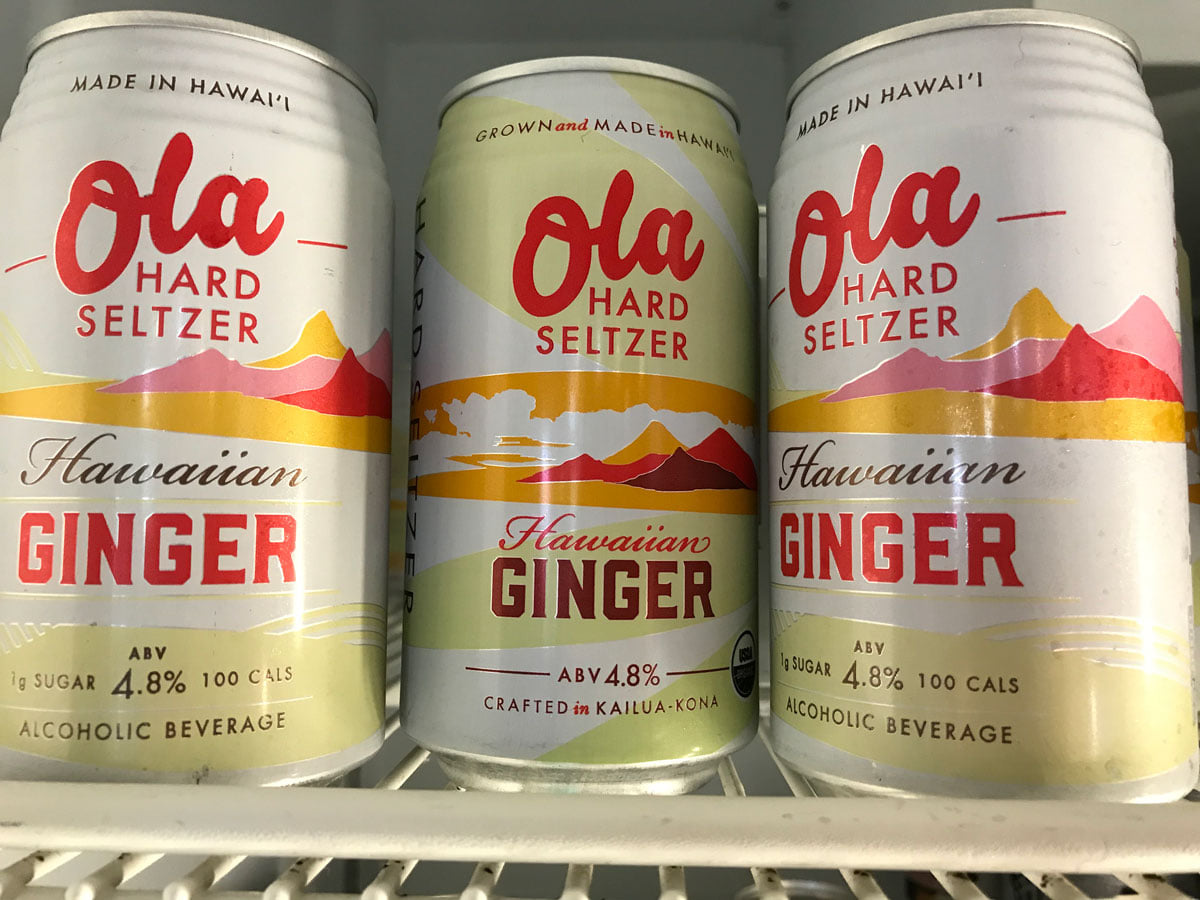 MADE IN HAWAI'I
Ola
HARD
SELTZER
Hawaiian
GINGER
ABV
1g SUGAR 4.8% 100 CALS
ALCOHOLIC BEVERAGE
GROWN and MADE in HAWAI'I
Ola
HARD
SELTZER
HARD SELTZER
Hawaiian
GINGER
ABV 4.8%
USDA
CRAFTED in KAILUA-KONA
MADE IN HAWAI'I
Ola
HARD
SELTZER
Hawaiian
GINGER
ABV
1g SUGAR 4.8% 100 CALS
ALCOHOLIC BEVERAGE